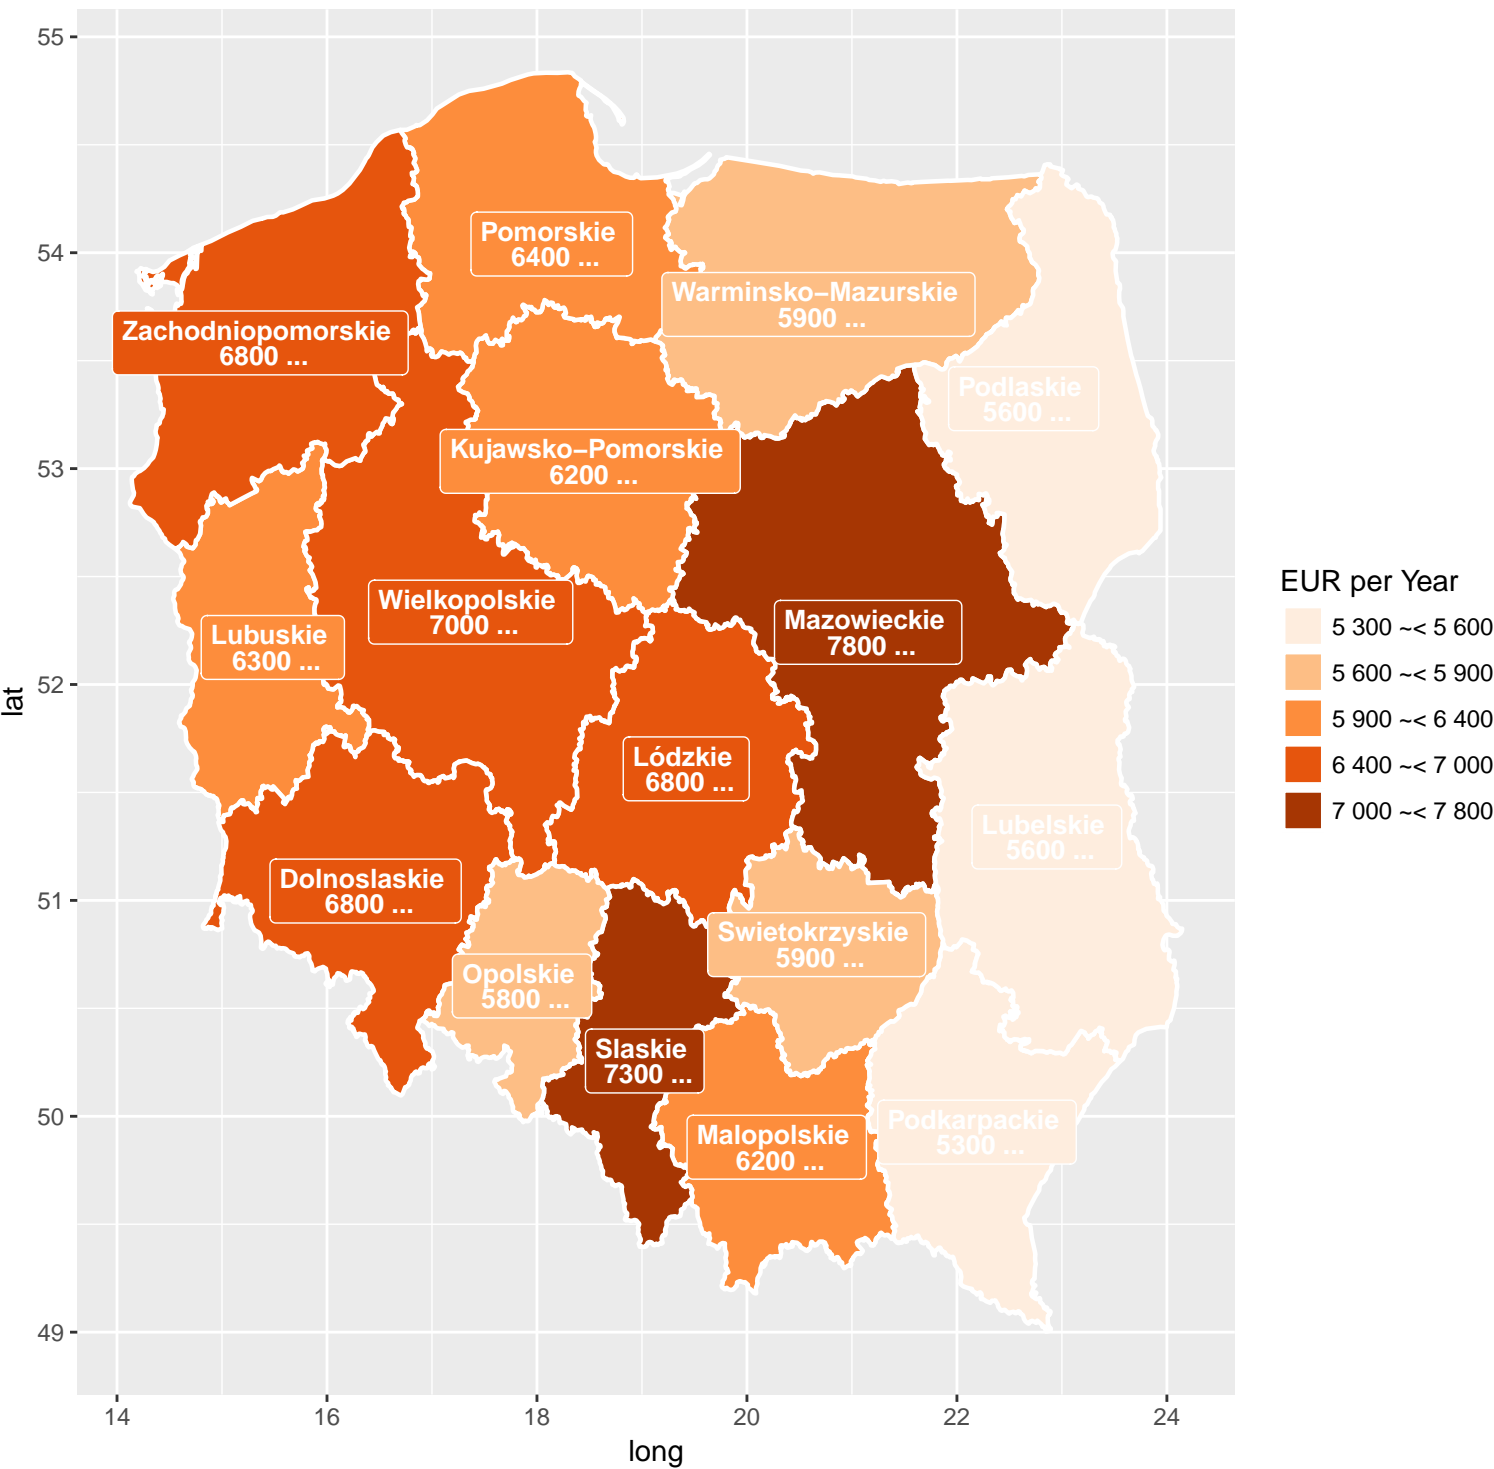 55
54
53
52
51
50
49
lat
14
16
18
20
22
24
long
Pomorskie
6400 ...
Warminsko–Mazurskie
5900 ...
Zachodniopomorskie
6800 ...
Podlaskie
5600 ...
Kujawsko–Pomorskie
6200 ...
Wielkopolskie
7000 ...
Mazowieckie
7800 ...
Lubuskie
6300 ...
Lódzkie
6800 ...
Lubelskie
5600 ...
Dolnoslaskie
6800 ...
Swietokrzyskie
5900 ...
Opolskie
5800 ...
Slaskie
7300 ...
Malopolskie
6200 ...
Podkarpackie
5300 ...
EUR per Year
5 300 ~< 5 600
5 600 ~< 5 900
5 900 ~< 6 400
6 400 ~< 7 000
7 000 ~< 7 800